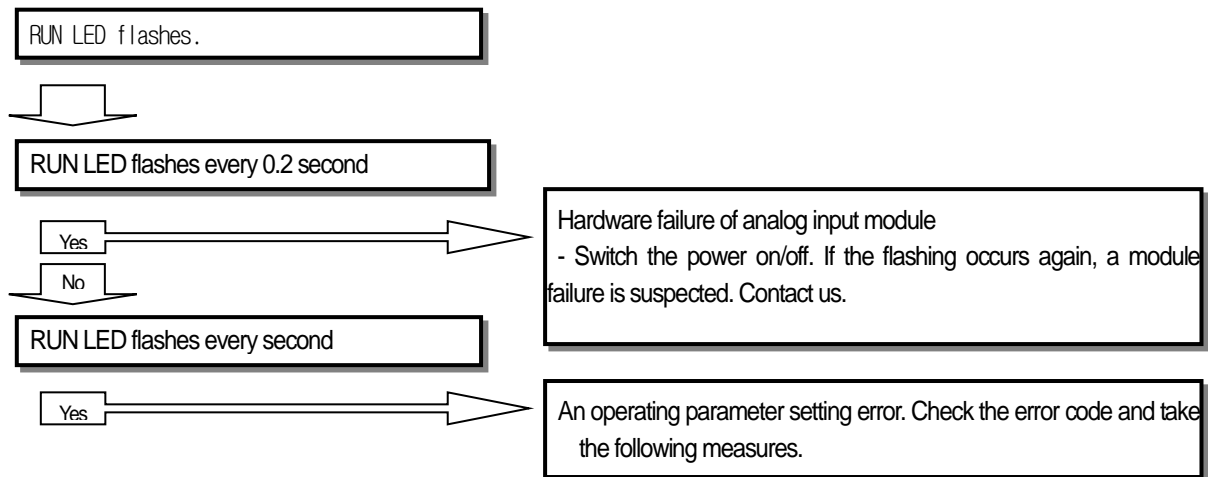 RUN LED flashes.
RUN LED flashes every 0.2 second
Yes
Hardware failure of analog input module
- Switch the power on/off. If the flashing occurs again, a module
failure is suspected. Contact us.
No
RUN LED flashes every second
Yes
An operating parameter setting error. Check the error code and take
the following measures.